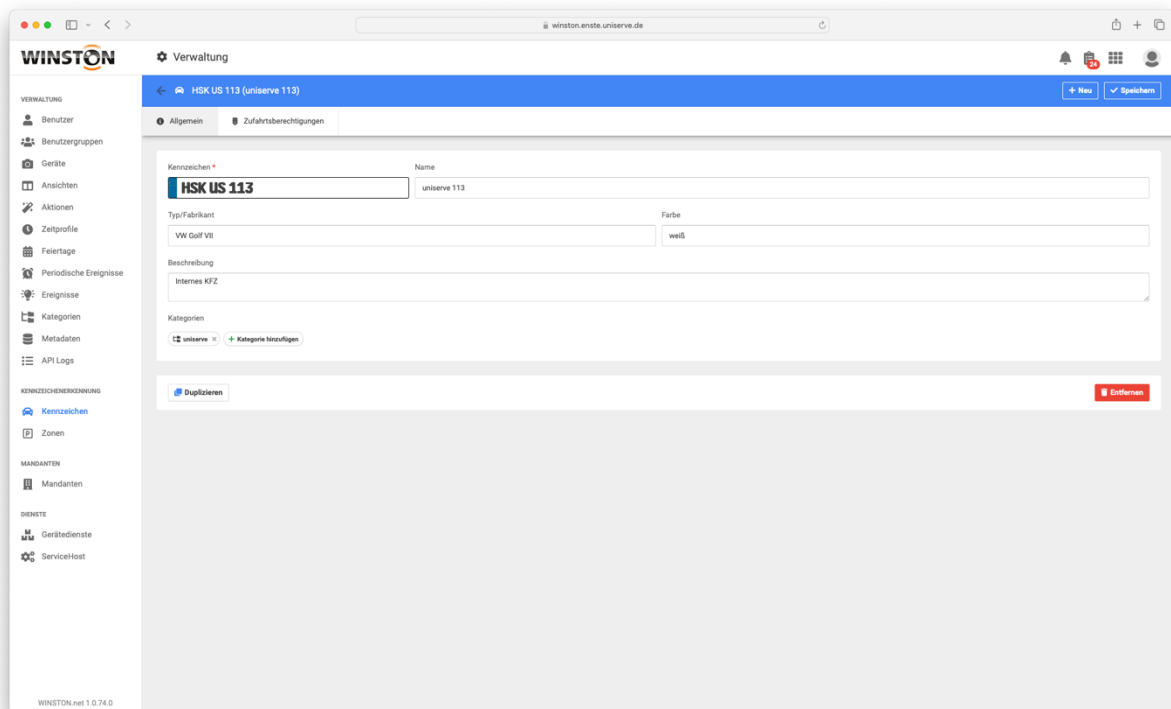 winston.enste.uniserve.de
WINSTON
Verwaltung
24
HSK US 113 (uniserve 113)
Neu
Speichern
VERWALTUNG
Benutzer
Benutzergruppen
Geräte
Ansichten
Aktionen
Zeitprofile
Feiertage
Periodische Ereignisse
Ereignisse
Kategorien
Metadaten
API Logs
KENNZEICHENERKENNUNG
Kennzeichen
Zonen
MANDANTEN
Mandanten
DIENSTE
Gerätedienste
ServiceHost
WINSTON.net 1.0.74.0
Allgemein
Zufahrtsberechtigungen
Kennzeichen *
Name
HSK US 113
uniserve 113
Typ/Fabrikant
Farbe
VW Golf VII
weiß
Beschreibung
Internes KFZ
Kategorien
uniserve
Kategorie hinzufügen
Duplizieren
Entfernen